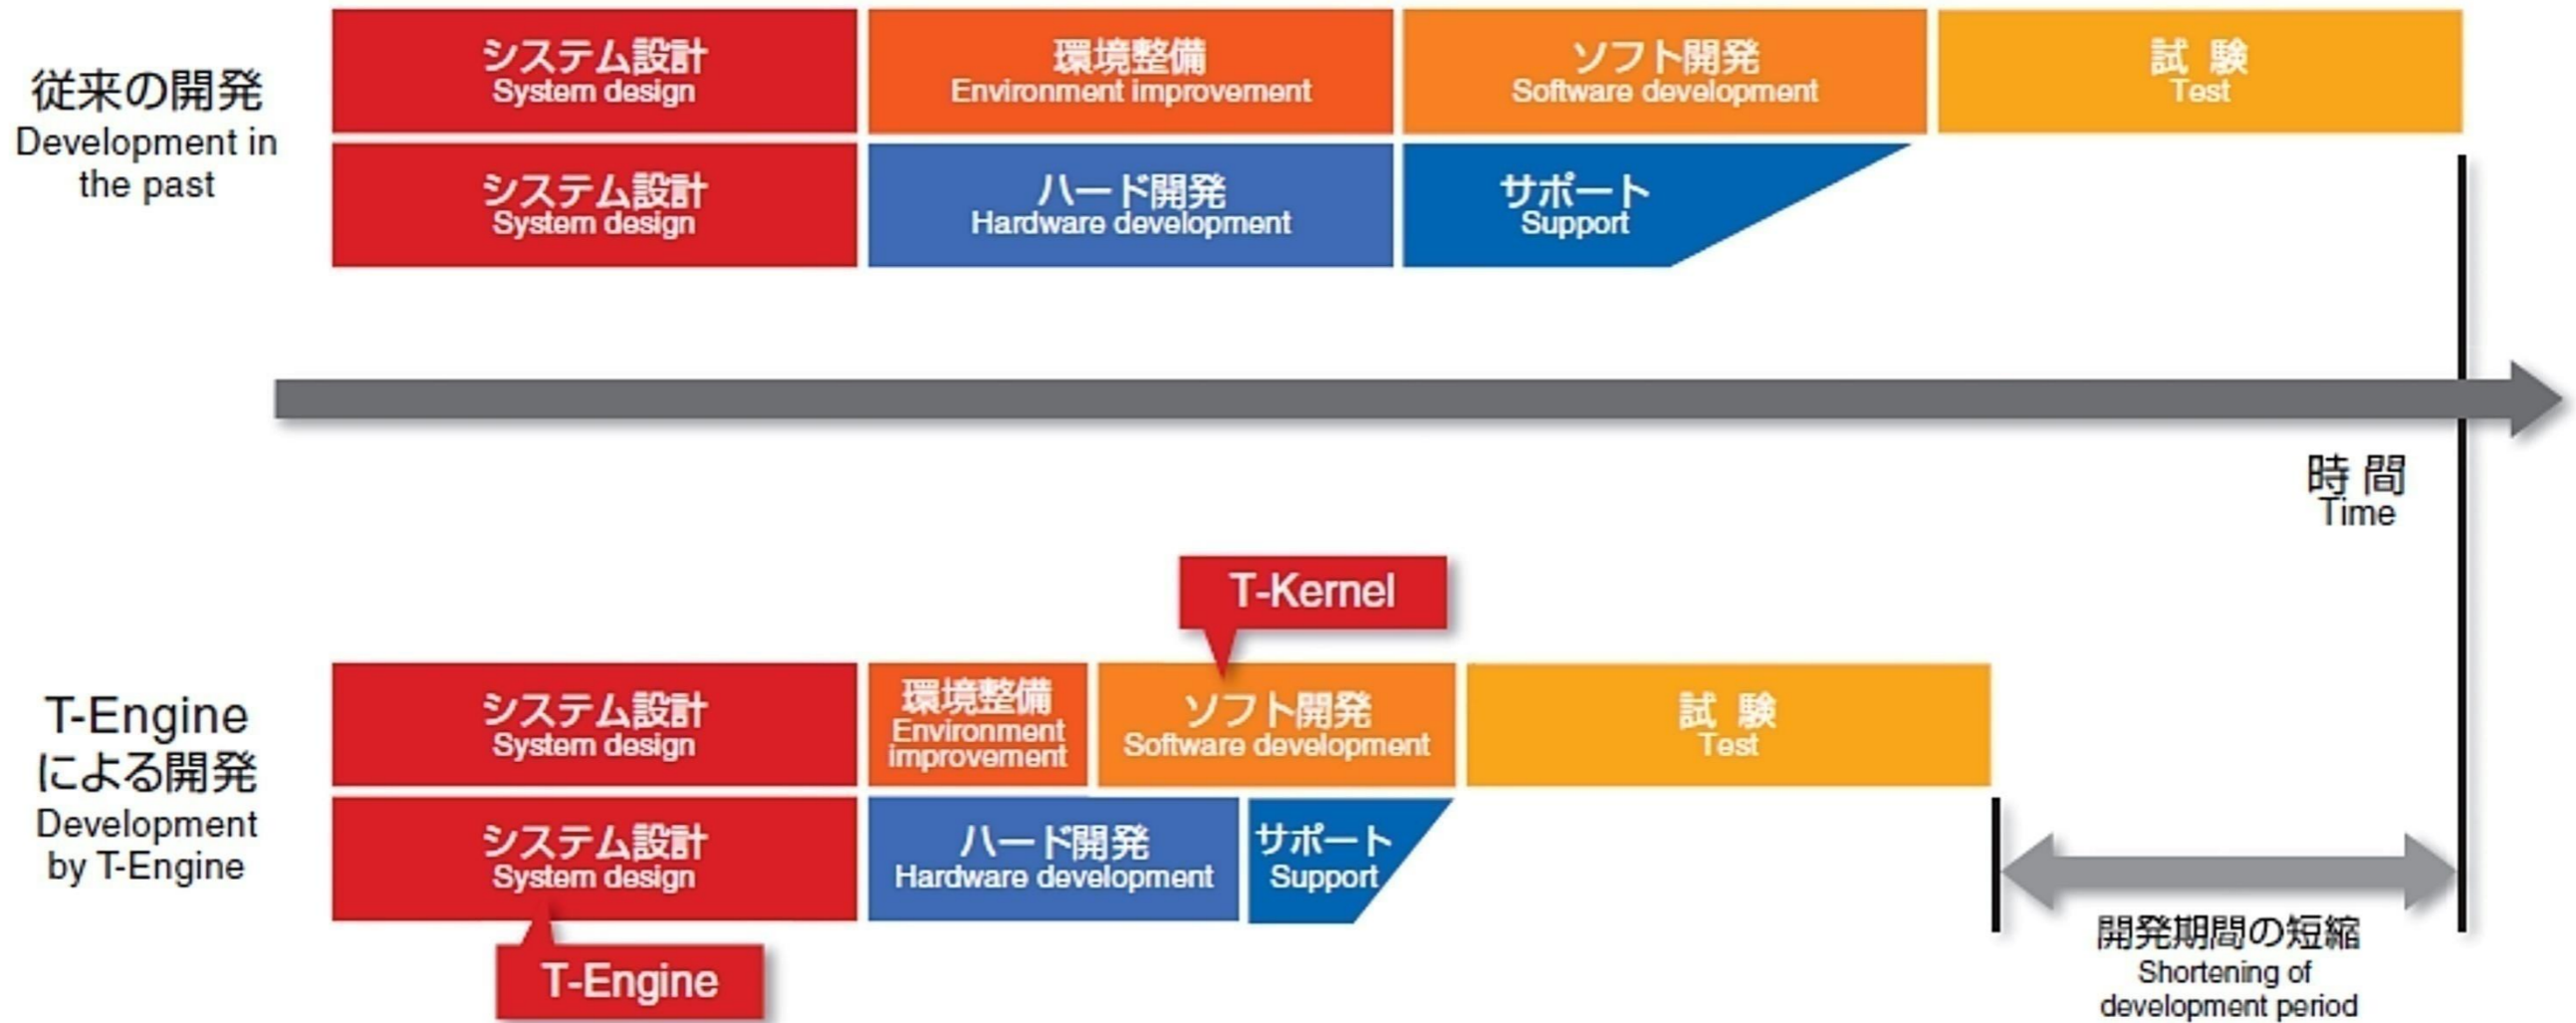 従来の開発
Development in
the past
システム設計
System design
環境整備
Environment improvement
ソフト開発
Software development
試 験
Test
システム設計
System design
ハード開発
Hardware development
サポート
Support
時 間
Time
T-Kernel
T-Engine
による開発
Development
by T-Engine
システム設計
System design
環境整備
Environment
improvement
ソフト開発
Software development
試 験
Test
システム設計
System design
ハード開発
Hardware development
サポート
Support
T-Engine
開発期間の短縮
Shortening of
development period